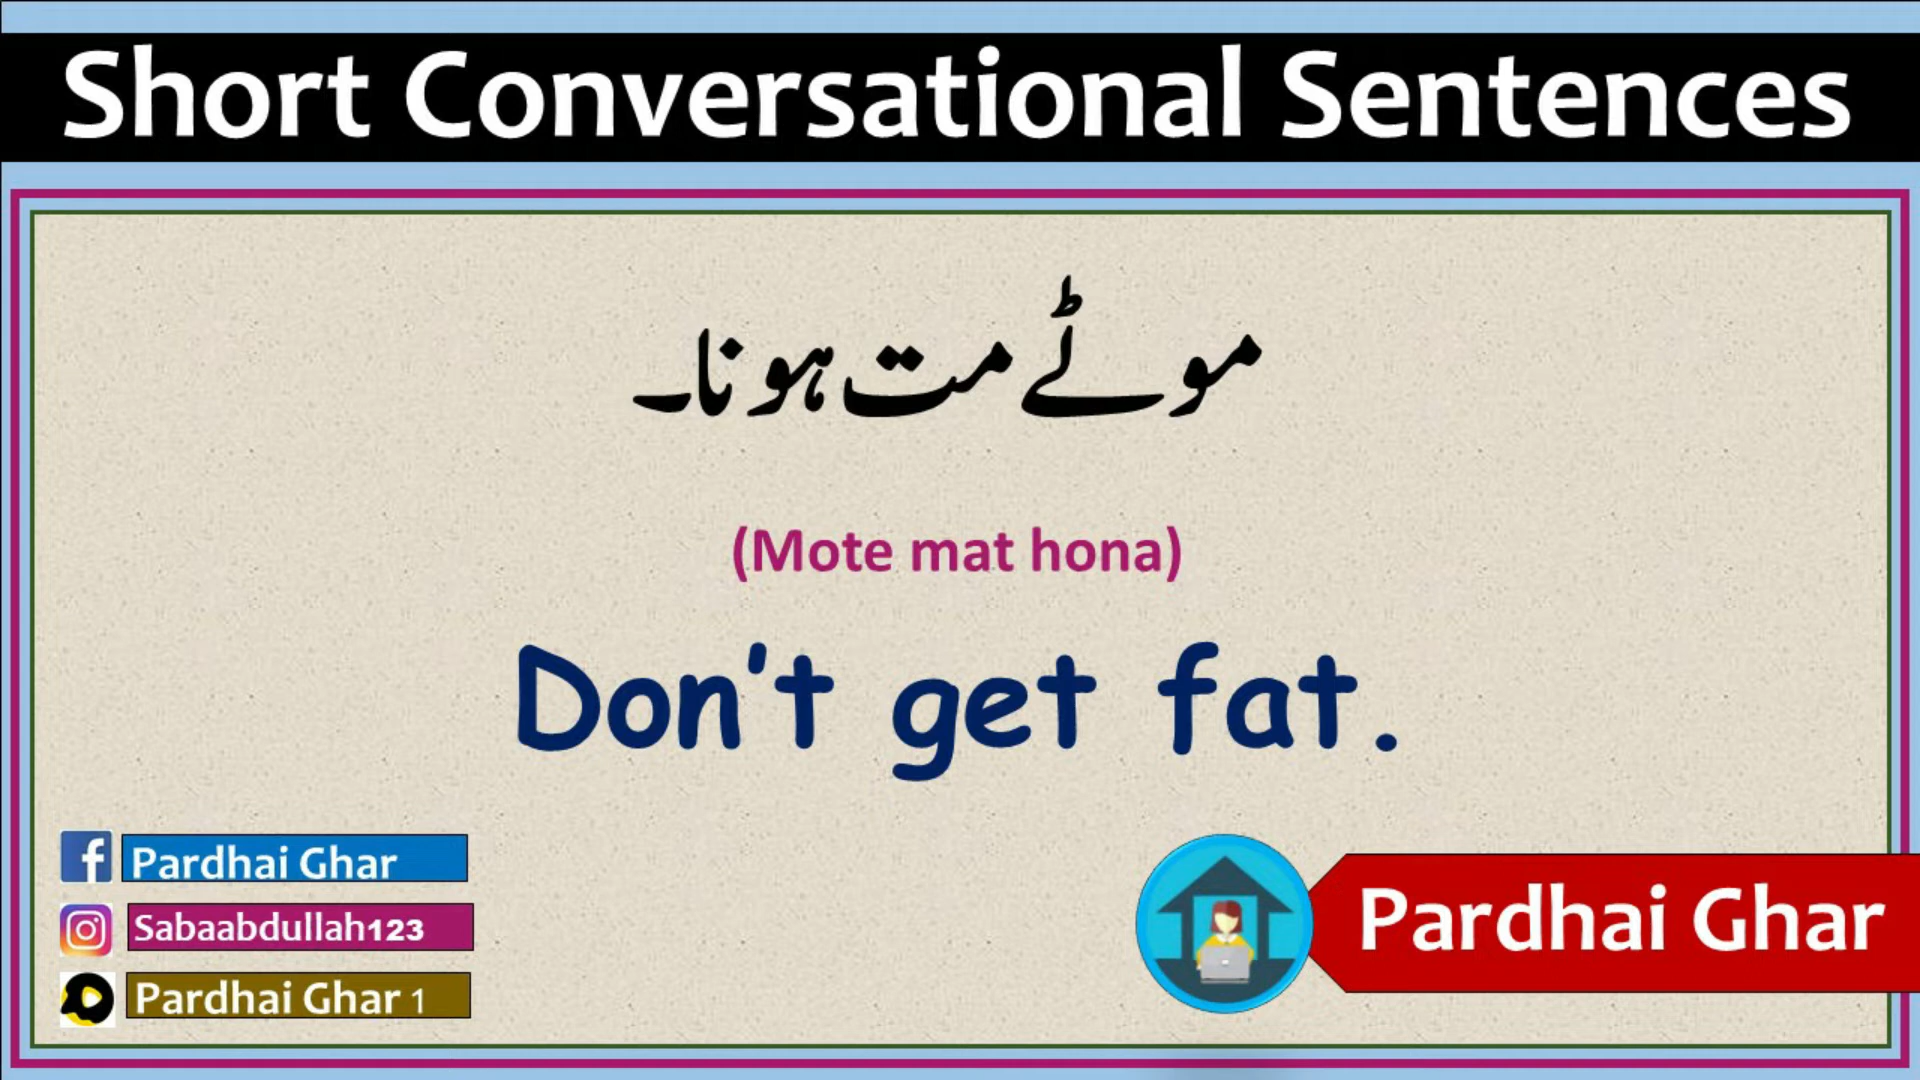 Short Conversational Sentences
موٹے مت ہونا۔
(Mote mat hona)
Don't get fat.
Pardhai Ghar
Sabaabdullah123
Pardhai Ghar 1
Pardhai Ghar